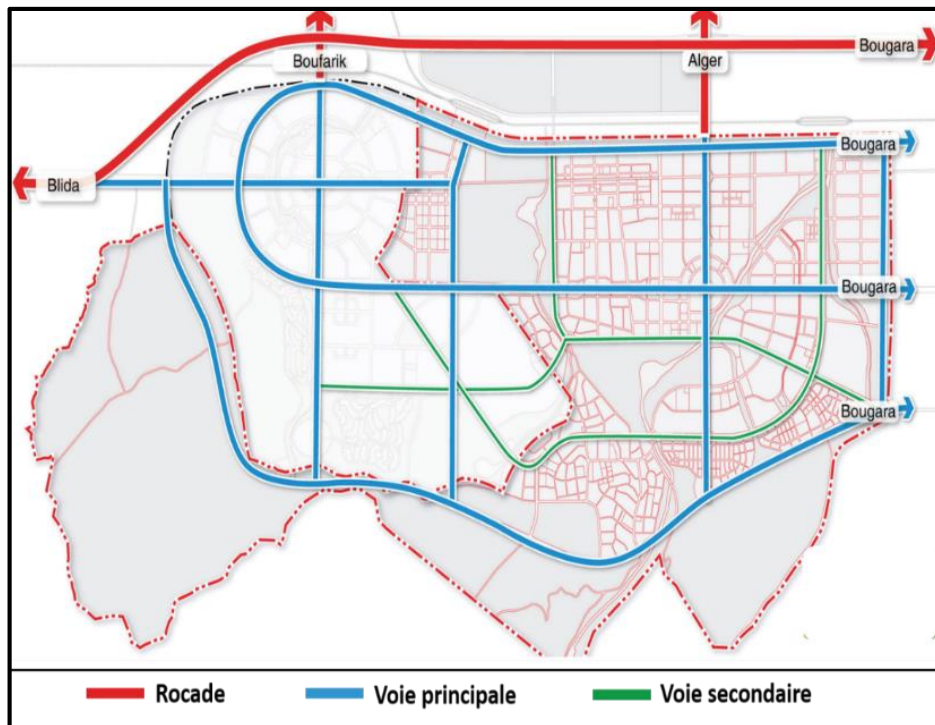 Boufarik
Alger
Bougara
Bougara
Blida
Bougara
Bougara
Rocade
Voie principale
Voie secondaire